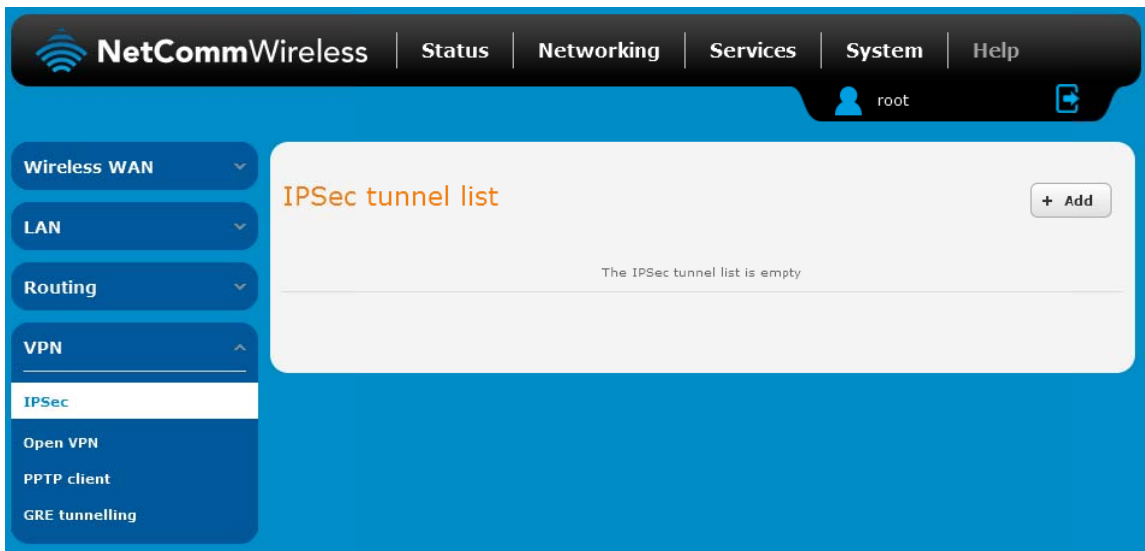 NetCommWireless Status Networking Services System Help
root
Wireless WAN
LAN
Routing
VPN
IPSec
Open VPN
PPTP client
GRE tunnelling
IPSec tunnel list
+ Add
The IPSec tunnel list is empty